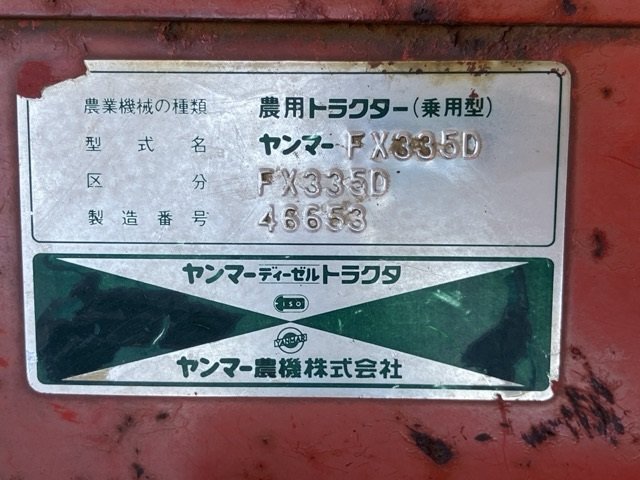 農業機械の種類 農用トラクター(乗用型)
型式名 ヤンマー FX335D
区分 FX335D
製造番号 46653
ヤンマーディーゼルトラクタ
ISO
YANMAR
ヤンマー農機株式会社